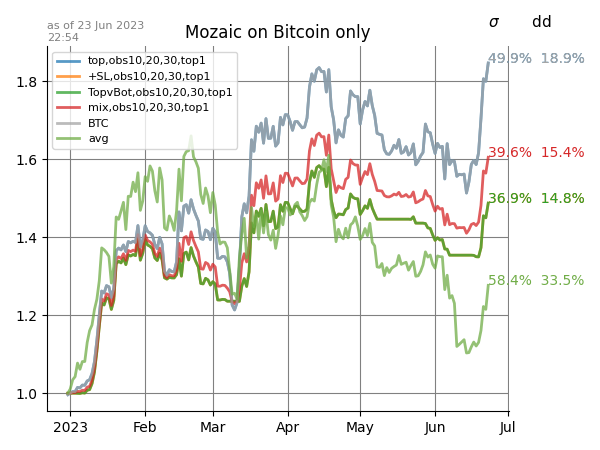 as of 23 Jun 2023
22:54
Mozaic on Bitcoin only
σ dd
top,obs10,20,30,top1
+SL,obs10,20,30,top1
TopvBot,obs10,20,30,top1
mix,obs10,20,30,top1
BTC
avg
49.9% 18.9%
39.6% 15.4%
36.9% 14.8%
58.4% 33.5%
1.8
1.6
1.4
1.2
1.0
2023 Feb Mar Apr May Jun Jul